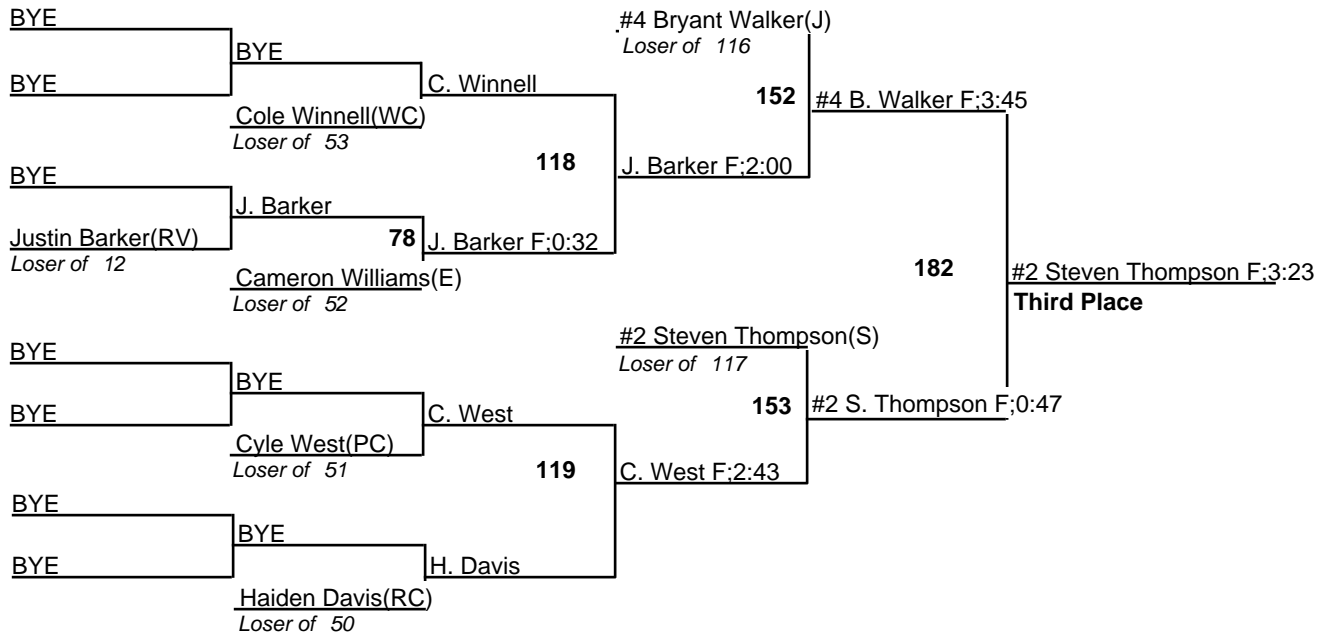 BYE
#4 Bryant Walker(J)
Loser of 116
BYE
BYE
C. Winnell
152
#4 B. Walker F;3:45
Cole Winnell(WC)
Loser of 53
118
BYE
J. Barker F;2:00
J. Barker
Justin Barker(RV)
Loser of 12
78
J. Barker F;0:32
182
#2 Steven Thompson F;3:23
Third Place
Cameron Williams(E)
Loser of 52
#2 Steven Thompson(S)
Loser of 117
BYE
BYE
BYE
C. West
153
#2 S. Thompson F;0:47
Cyle West(PC)
Loser of 51
119
C. West F;2:43
BYE
BYE
BYE
H. Davis
Haiden Davis(RC)
Loser of 50